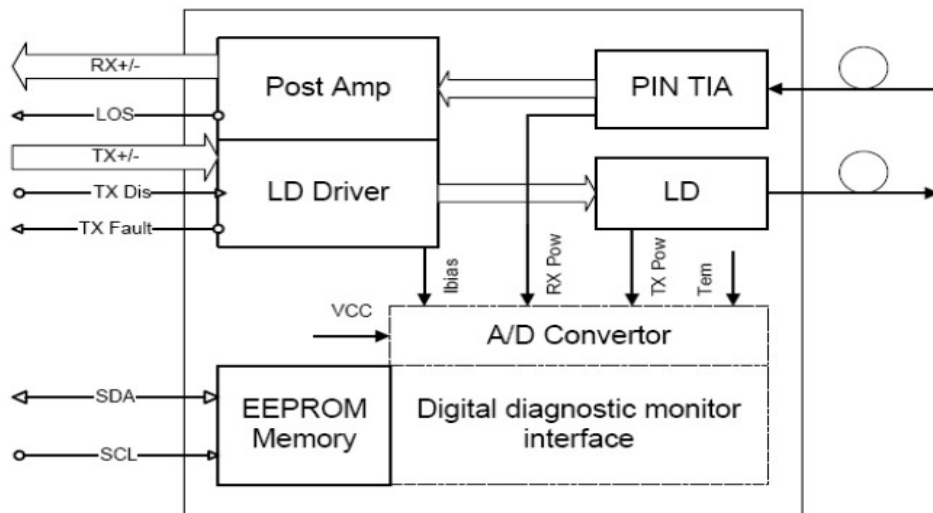 RX+/-
Post Amp
PIN TIA
LOS
TX+/-
TX Dis
LD Driver
LD
TX Fault
Ibias
RX Pow
TX Pow
Tem
VCC
A/D Convertor
SDA
EEPROM
Memory
Digital diagnostic monitor
interface
SCL